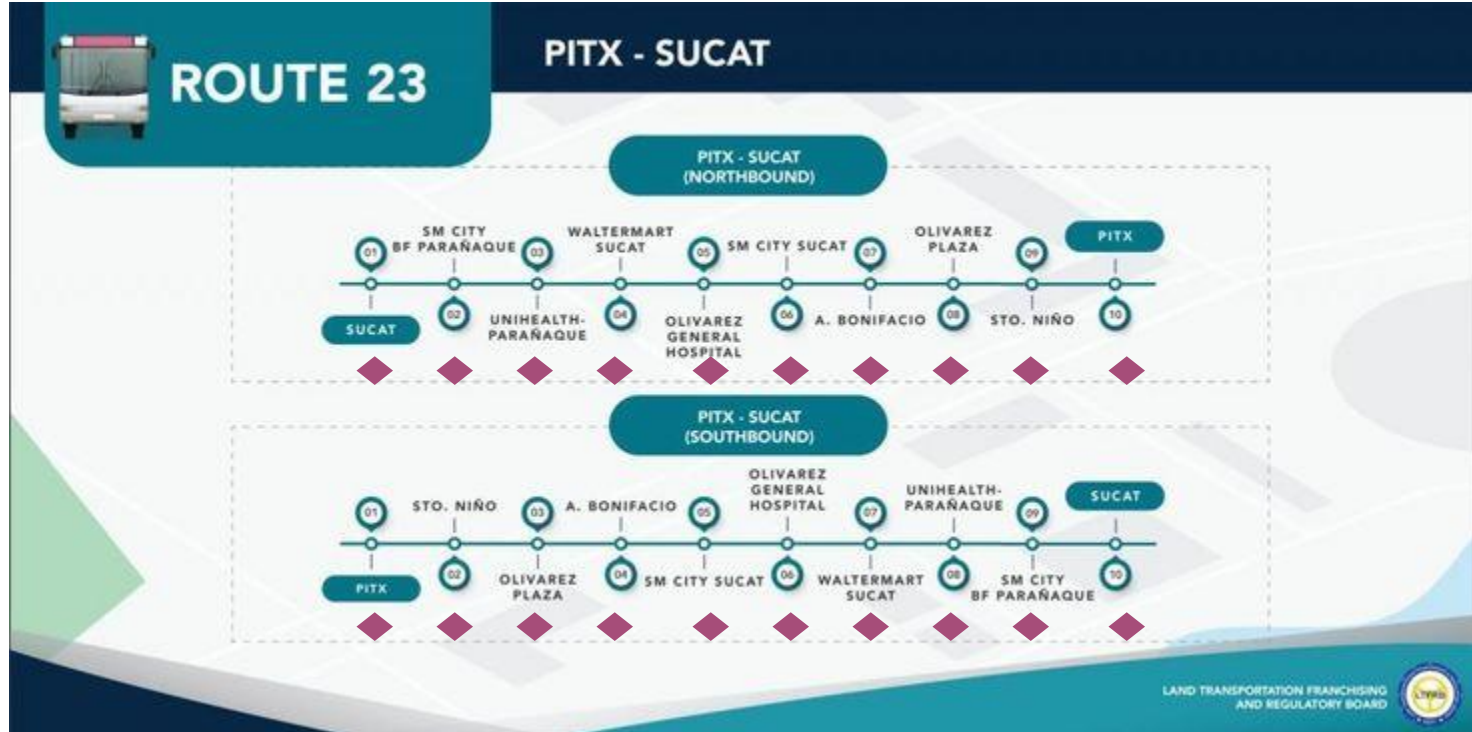 ROUTE 23
PITX - SUCAT
PITX - SUCAT
(NORTHBOUND)
01
SUCAT
SM CITY
BF PARAÑAQUE
02
03
UNIHEALTH-
PARAÑAQUE
WALTERMART
SUCAT
04
05
OLIVAREZ
GENERAL
HOSPITAL
SM CITY SUCAT
06
07
A. BONIFACIO
OLIVAREZ
PLAZA
08
09
STO. NIÑO
PITX
10
PITX - SUCAT
(SOUTHBOUND)
01
PITX
STO. NIÑO
02
03
OLIVAREZ
PLAZA
A. BONIFACIO
04
05
SM CITY SUCAT
OLIVAREZ
GENERAL
HOSPITAL
06
07
WALTERMART
SUCAT
UNIHEALTH-
PARAÑAQUE
08
09
SM CITY
BF PARAÑAQUE
SUCAT
10
LAND TRANSPORTATION FRANCHISING
AND REGULATORY BOARD